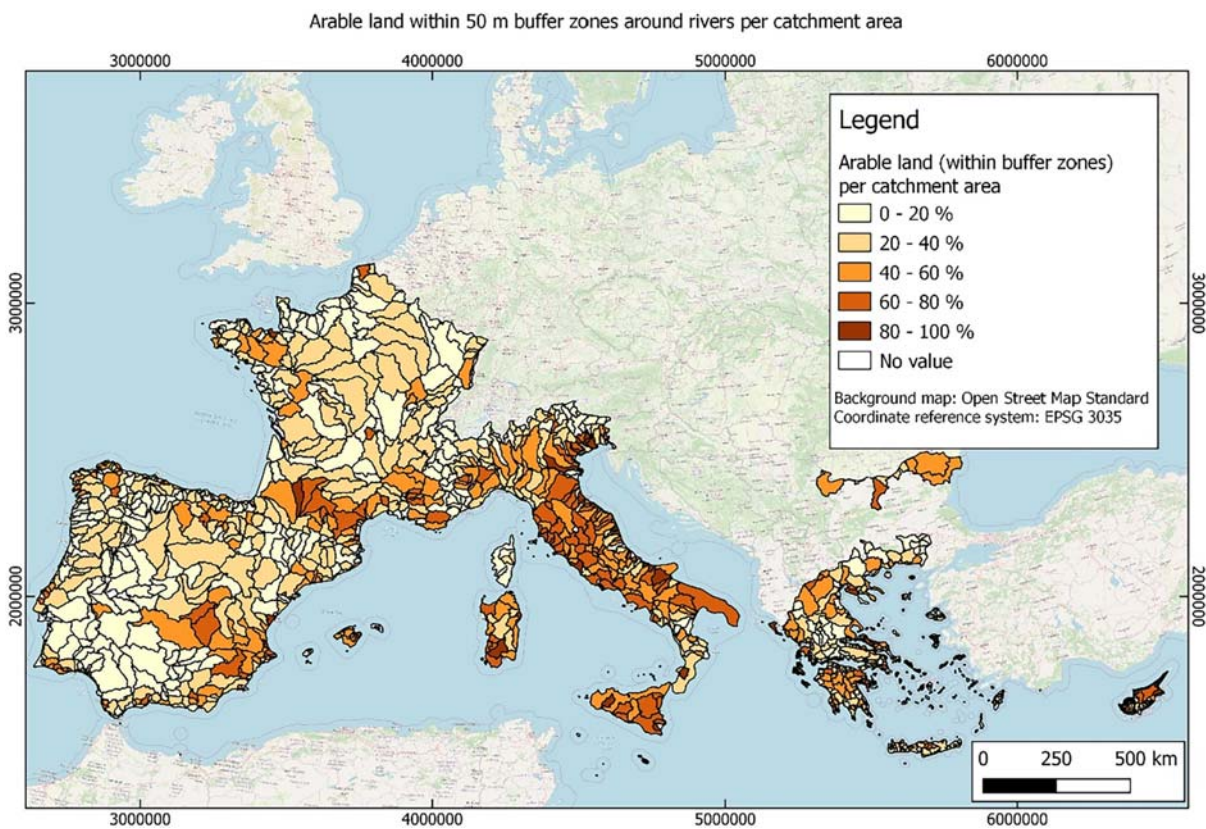 Arable land within 50 m buffer zones around rivers per catchment area
3000000 4000000 5000000 6000000
Legend
Arable land (within buffer zones)
per catchment area
0 - 20 %
20 - 40 %
40 - 60 %
60 - 80 %
80 - 100 %
No value
Background map: Open Street Map Standard
Coordinate reference system: EPSG 3035
3000000 3000000
2000000 2000000
0 250 500 km
3000000 4000000 5000000 6000000